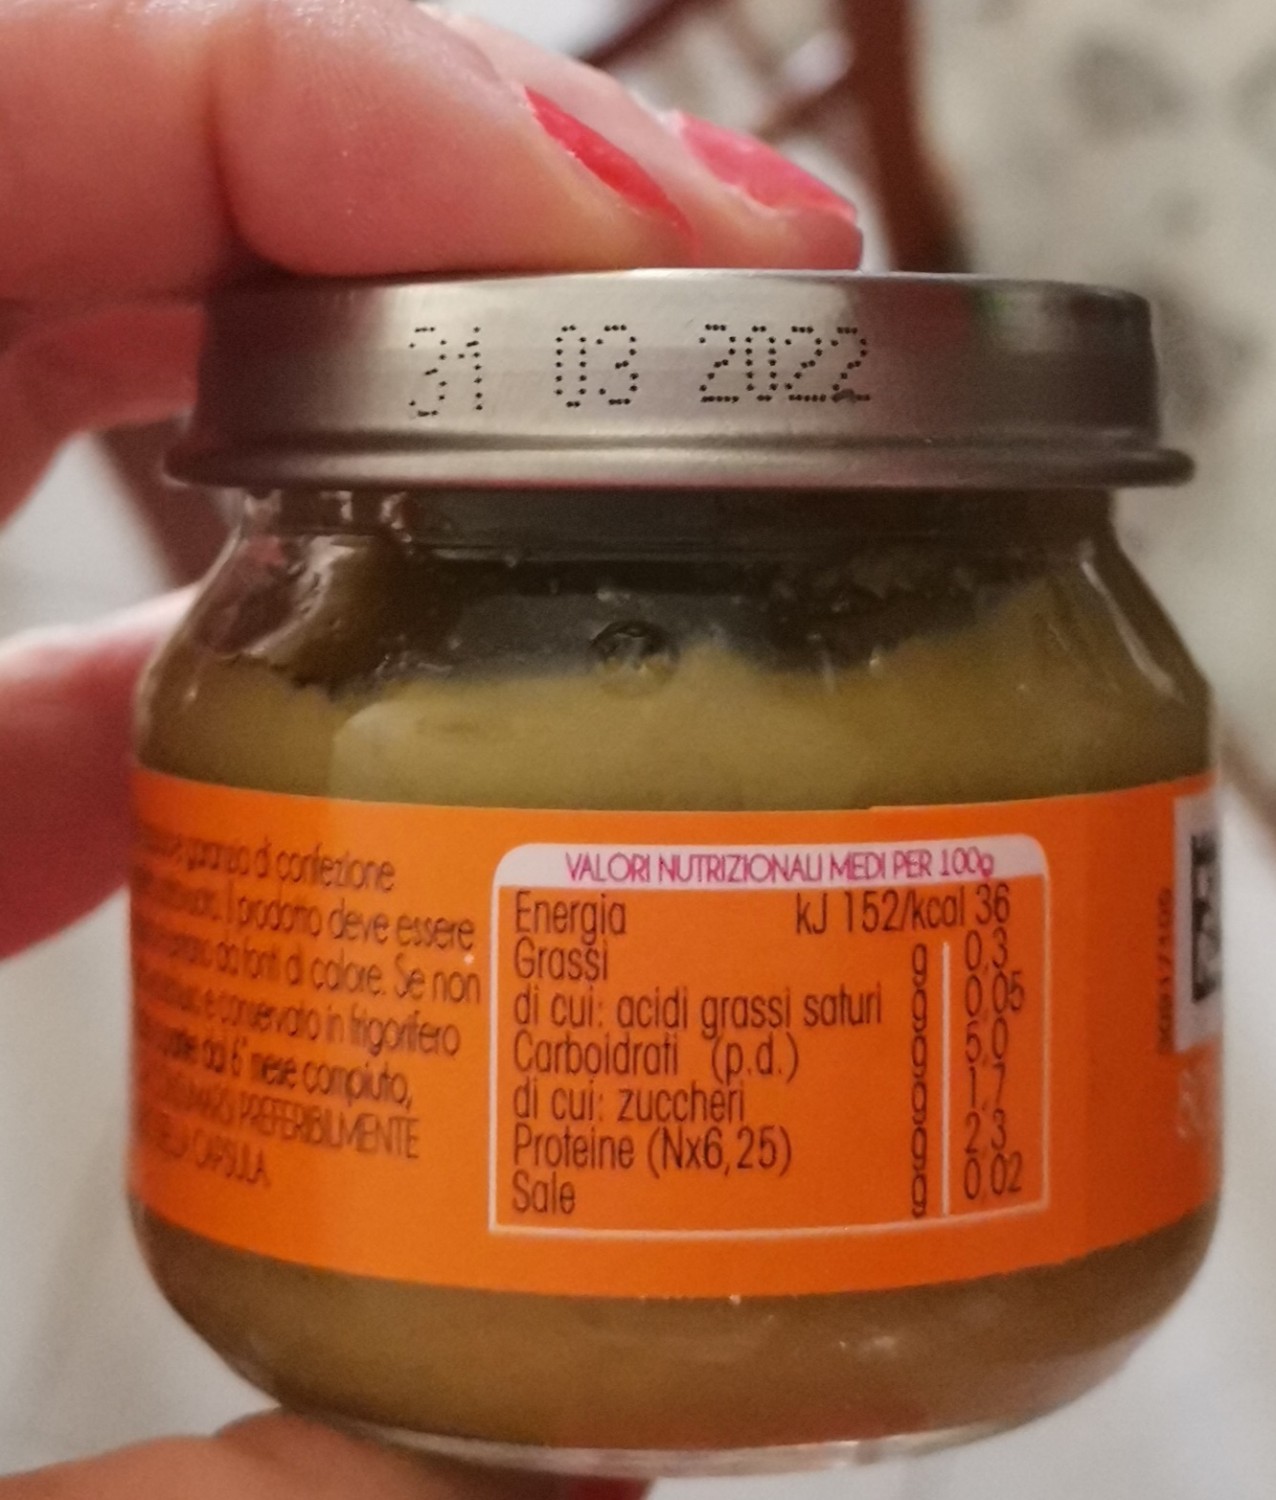 31 03 2022
garanzia di confezione
prodotto deve essere
da fonti di calore. Se non
e conservato in frigorifero
dal 6° mese compiuto,
PREFERIBILMENTE
CAPSULA.
VALORI NUTRIZIONALI MEDI PER 100g
Energia kJ 152/kcal 36
Grassi g 0,3
di cui: acidi grassi saturi g 0,05
Carboidrati (p.d.) g 5,0
di cui: zuccheri g 1,7
Proteine (Nx6,25) g 2,3
Sale g 0,02